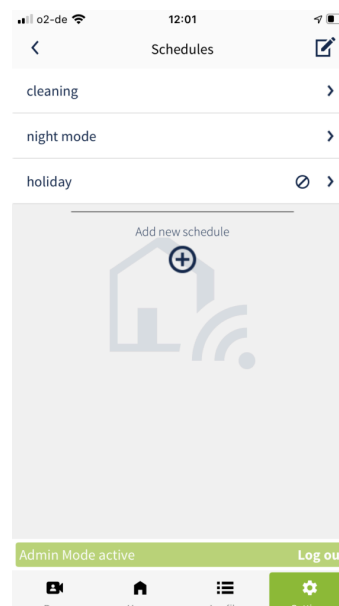 o2-de 12:01
Schedules
cleaning
night mode
holiday
Add new schedule
Admin Mode active Log ou